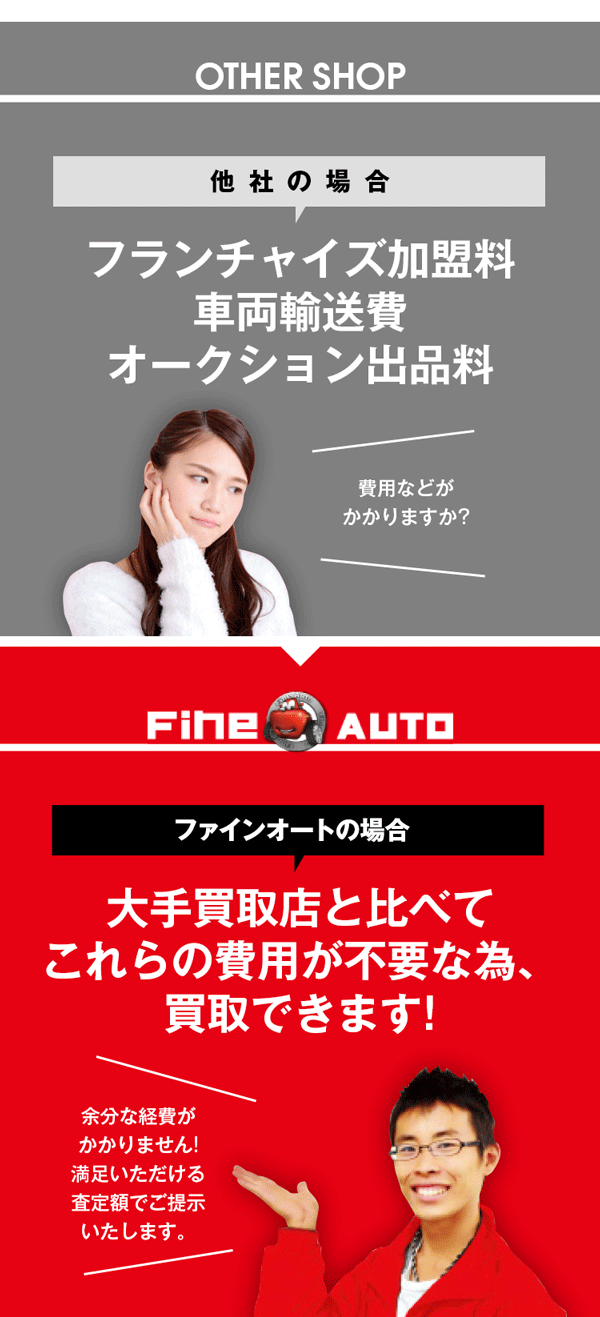 OTHER SHOP
他社の場合
フランチャイズ加盟料
車両輸送費
オークション出品料
費用などが
かかりますか?
Fine AUTO
ファインオートの場合
大手買取店と比べて
これらの費用が不要な為、
買取できます!
余分な経費が
かかりません!
満足いただける
査定額でご提示
いたします。